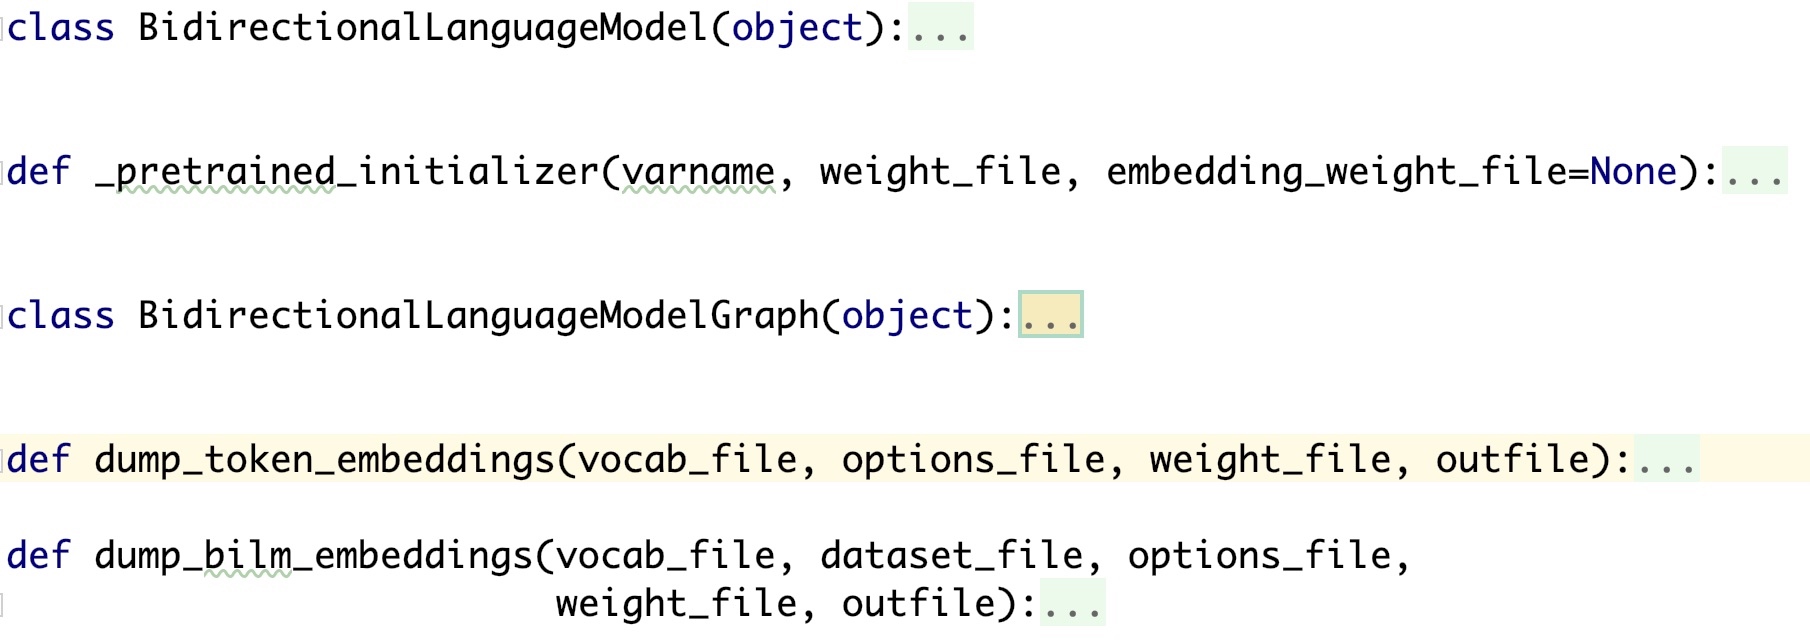 class BidirectionalLanguageModel(object):...
def _pretrained_initializer(varname, weight_file, embedding_weight_file=None):...
class BidirectionalLanguageModelGraph(object):...
def dump_token_embeddings(vocab_file, options_file, weight_file, outfile):...
def dump_bilm_embeddings(vocab_file, dataset_file, options_file,
weight_file, outfile):...